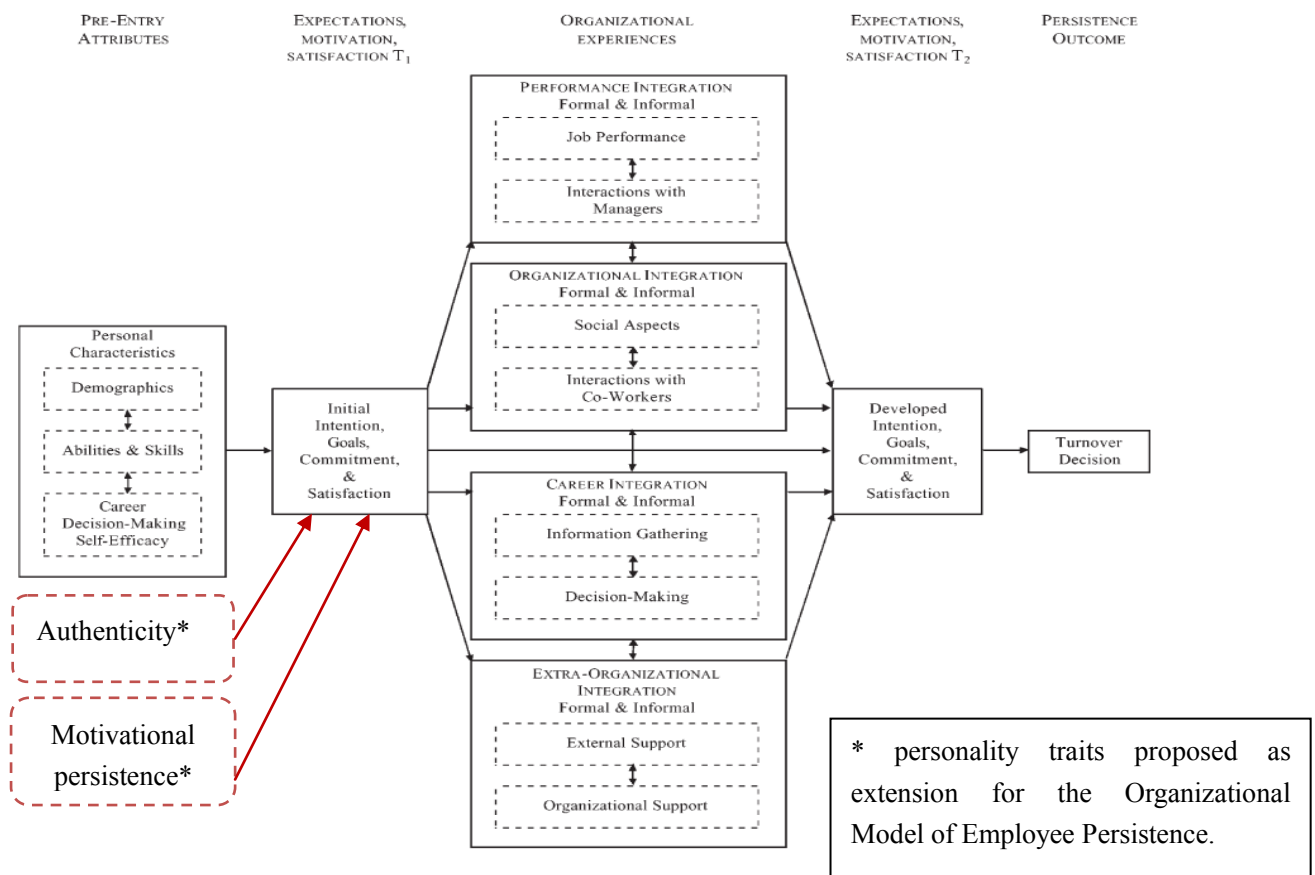 PRE-ENTRY
ATTRIBUTES
EXPECTATIONS,
MOTIVATION,
SATISFACTION T1
ORGANIZATIONAL
EXPERIENCES
EXPECTATIONS,
MOTIVATION,
SATISFACTION T2
PERSISTENCE
OUTCOME
Personal
Characteristics
Demographics
Abilities & Skills
Career
Decision-Making
Self-Efficacy
Authenticity*
Motivational
persistence*
Initial
Intention,
Goals,
Commitment,
&
Satisfaction
PERFORMANCE INTEGRATION
Formal & Informal
Job Performance
Interactions with
Managers
ORGANIZATIONAL INTEGRATION
Formal & Informal
Social Aspects
Interactions with
Co-Workers
CAREER INTEGRATION
Formal & Informal
Information Gathering
Decision-Making
EXTRA-ORGANIZATIONAL
INTEGRATION
Formal & Informal
External Support
Organizational Support
Developed
Intention,
Goals,
Commitment,
&
Satisfaction
Turnover
Decision
* personality traits proposed as
extension for the Organizational
Model of Employee Persistence.